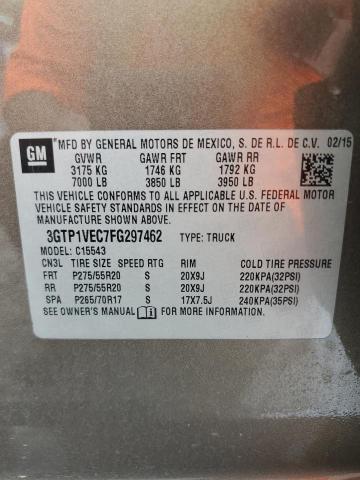 GM
*MFD BY GENERAL MOTORS DE MEXICO, S. DE R.L. DE C.V. 02/15
GVWR GAWR FRT GAWR RR
3175 KG 1746 KG 1792 KG
7000 LB 3850 LB 3950 LB
THIS VEHICLE CONFORMS TO ALL APPLICABLE U.S. FEDERAL MOTOR
VEHICLE SAFETY AND THEFT PREVENTION STANDARDS IN EFFECT ON
THE DATE OF MANUFACTURE SHOWN ABOVE.
3GTP1VEC7FG297462 TYPE: TRUCK
MODEL: C15543
CN3L TIRE SIZE SPEED RTG RIM COLD TIRE PRESSURE
FRT P275/55R20 S 20X9J 220KPA(32PSI)
RR P275/55R20 S 20X9J 220KPA(32PSI)
SPA P265/70R17 S 17X7.5J 240KPA(35PSI)
SEE OWNER'S MANUAL FOR MORE INFORMATION.